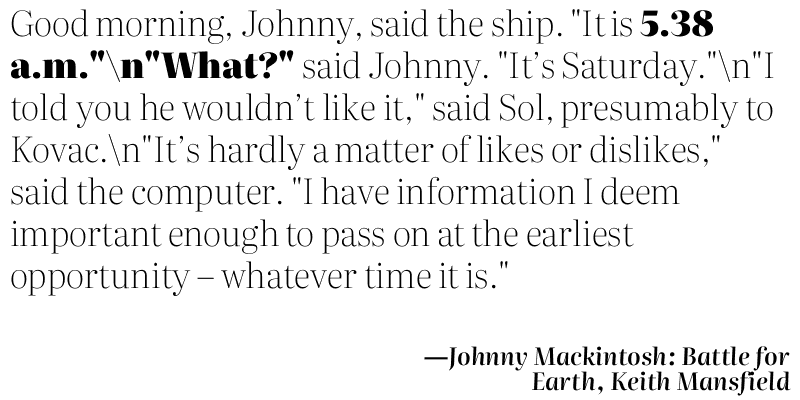 Good morning, Johnny, said the ship. "It is 5.38
a.m."\n"What?" said Johnny. "It’s Saturday."\n"I
told you he wouldn’t like it," said Sol, presumably to
Kovac.\n"It’s hardly a matter of likes or dislikes,"
said the computer. "I have information I deem
important enough to pass on at the earliest
opportunity – whatever time it is."
—Johnny Mackintosh: Battle for
Earth, Keith Mansfield